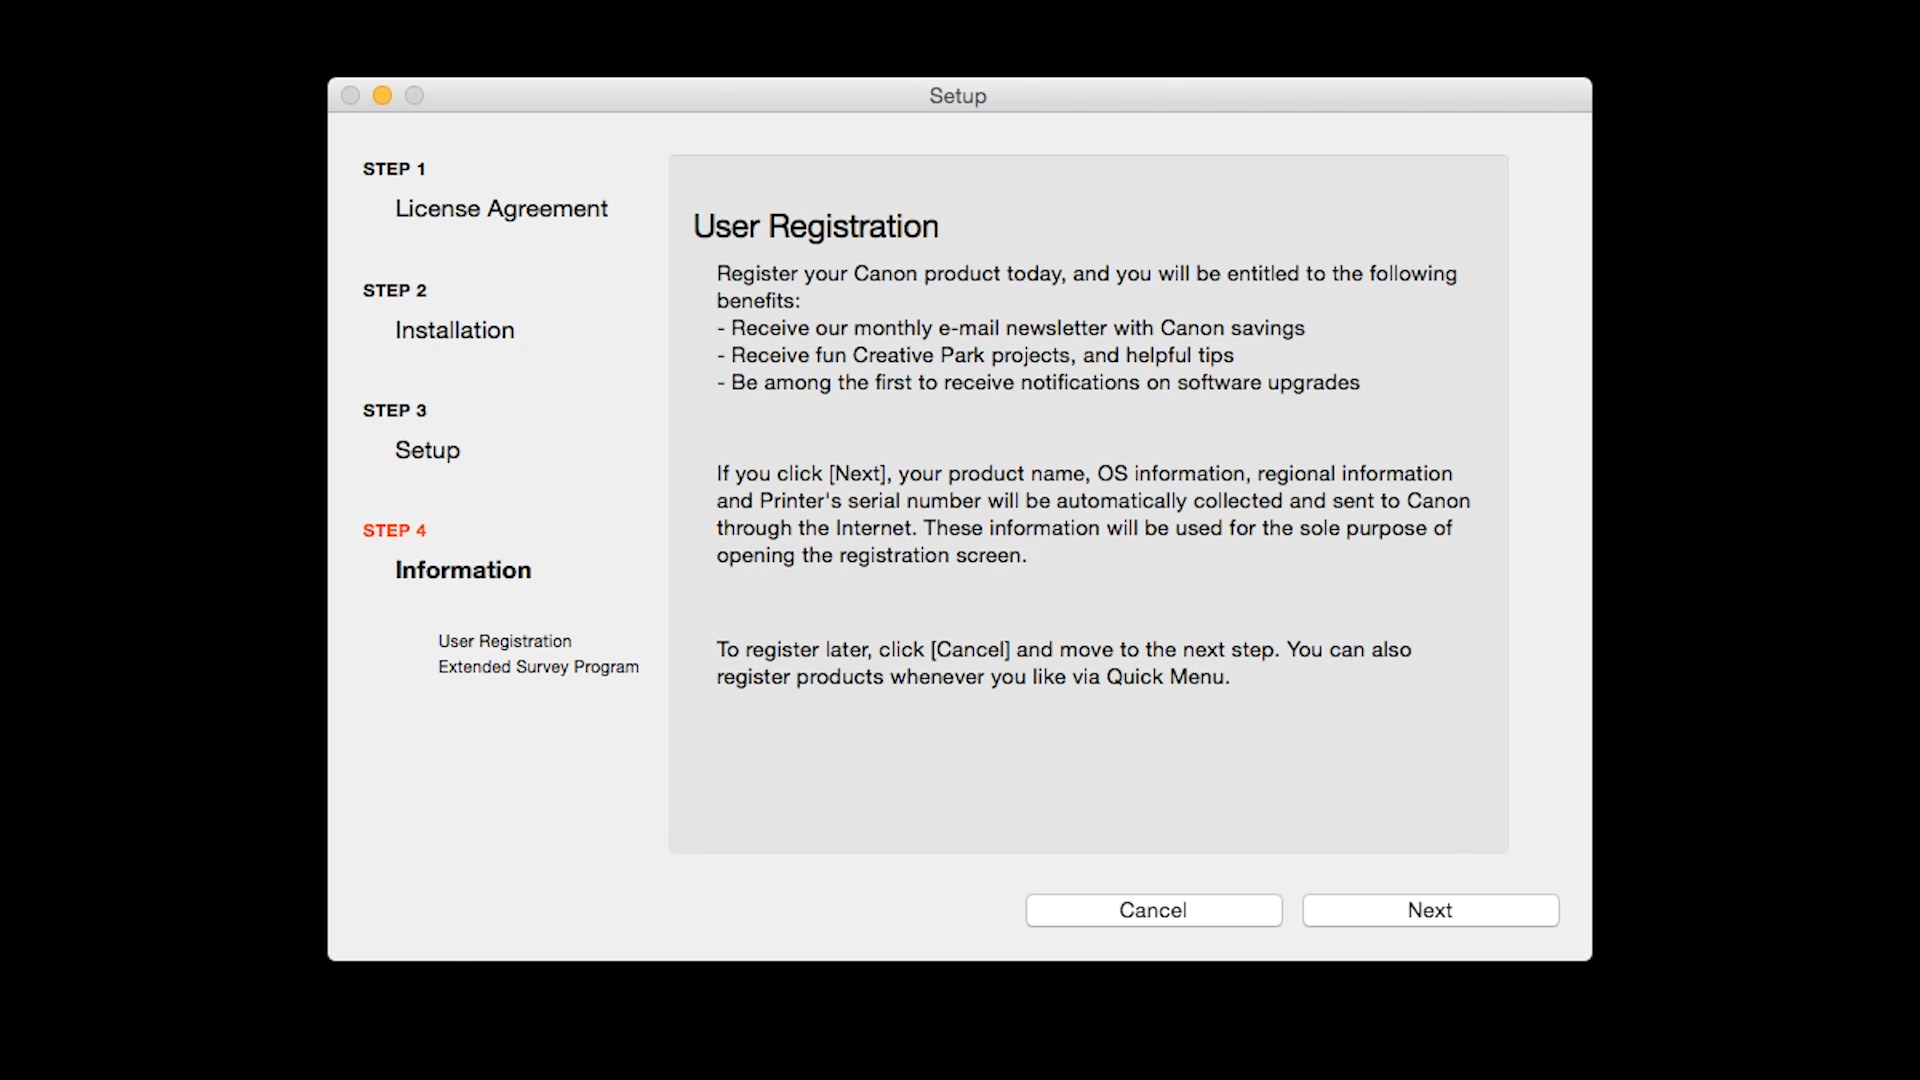 Setup
STEP 1
License Agreement
STEP 2
Installation
STEP 3
Setup
STEP 4
Information
User Registration
Extended Survey Program
User Registration
Register your Canon product today, and you will be entitled to the following
benefits:
- Receive our monthly e-mail newsletter with Canon savings
- Receive fun Creative Park projects, and helpful tips
- Be among the first to receive notifications on software upgrades
If you click [Next], your product name, OS information, regional information
and Printer's serial number will be automatically collected and sent to Canon
through the Internet. These information will be used for the sole purpose of
opening the registration screen.
To register later, click [Cancel] and move to the next step. You can also
register products whenever you like via Quick Menu.
Cancel
Next